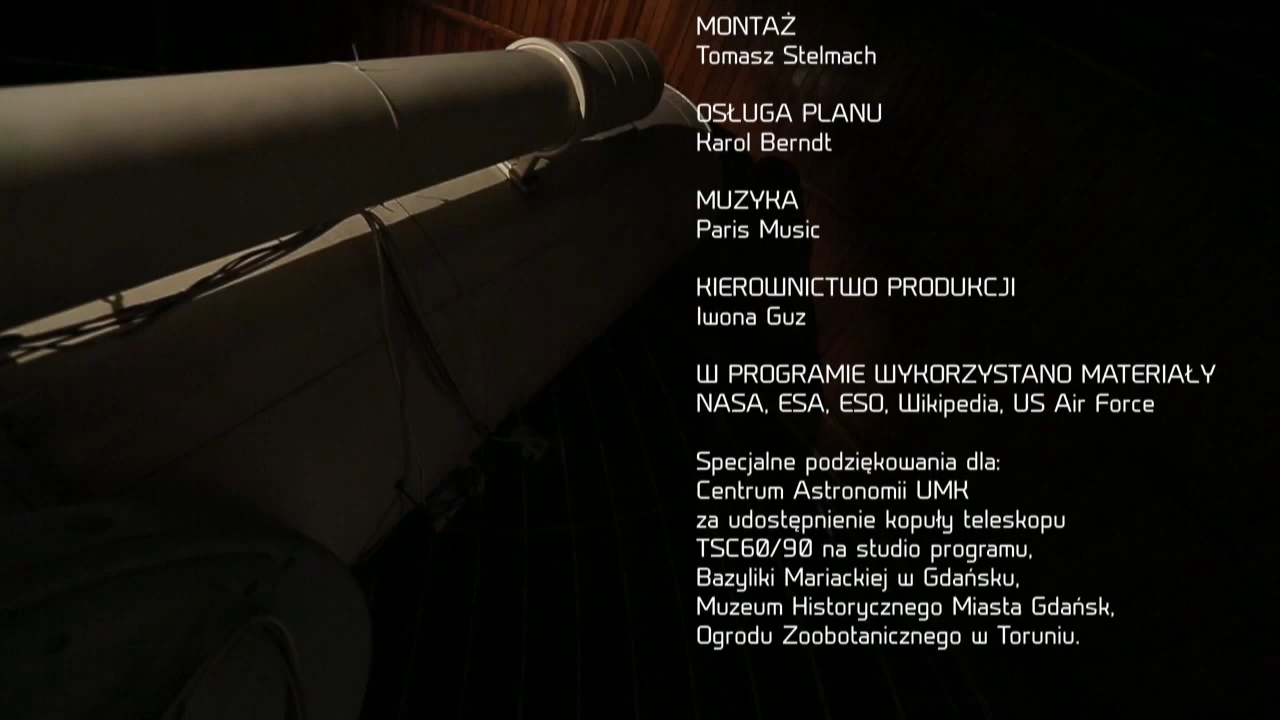 MONTAŻ
Tomasz Stelmach
OSŁUGA PLANU
Karol Berndt
MUZYKA
Paris Music
KIEROWNICTWO PRODUKCJI
Iwona Guz
W PROGRAMIE WYKORZYSTANO MATERIAŁY
NASA, ESA, ESO, Wikipedia, US Air Force
Specjalne podziękowania dla:
Centrum Astronomii UMK
za udostępnienie kopuły teleskopu
TSC60/90 na studio programu,
Bazyliki Mariackiej w Gdańsku,
Muzeum Historycznego Miasta Gdańsk,
Ogrodu Zoobotanicznego w Toruniu.